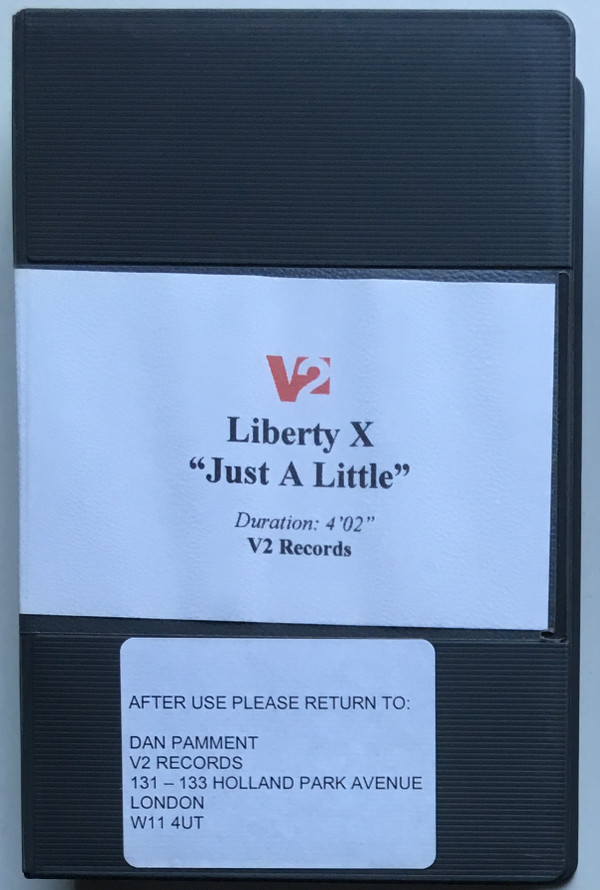 V2
Liberty X
“Just A Little”
Duration: 4’02”
V2 Records
AFTER USE PLEASE RETURN TO:
DAN PAMMENT
V2 RECORDS
131 – 133 HOLLAND PARK AVENUE
LONDON
W11 4UT